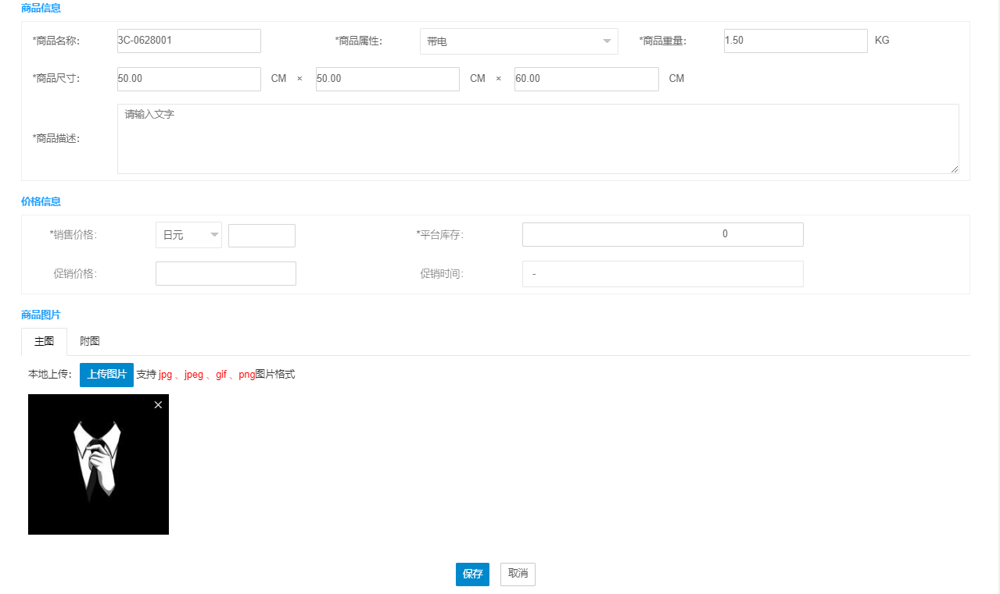 商品信息
*商品名称: 3C-0628001 *商品属性: 带电 *商品重量: 1.50 KG
*商品尺寸: 50.00 CM × 50.00 CM × 60.00 CM
*商品描述: 请输入文字
价格信息
*销售价格: 日元 *平台库存: 0
促销价格: 促销时间: -
商品图片
主图 附图
本地上传: 上传图片 支持 jpg 、jpeg 、gif 、png图片格式
保存 取消